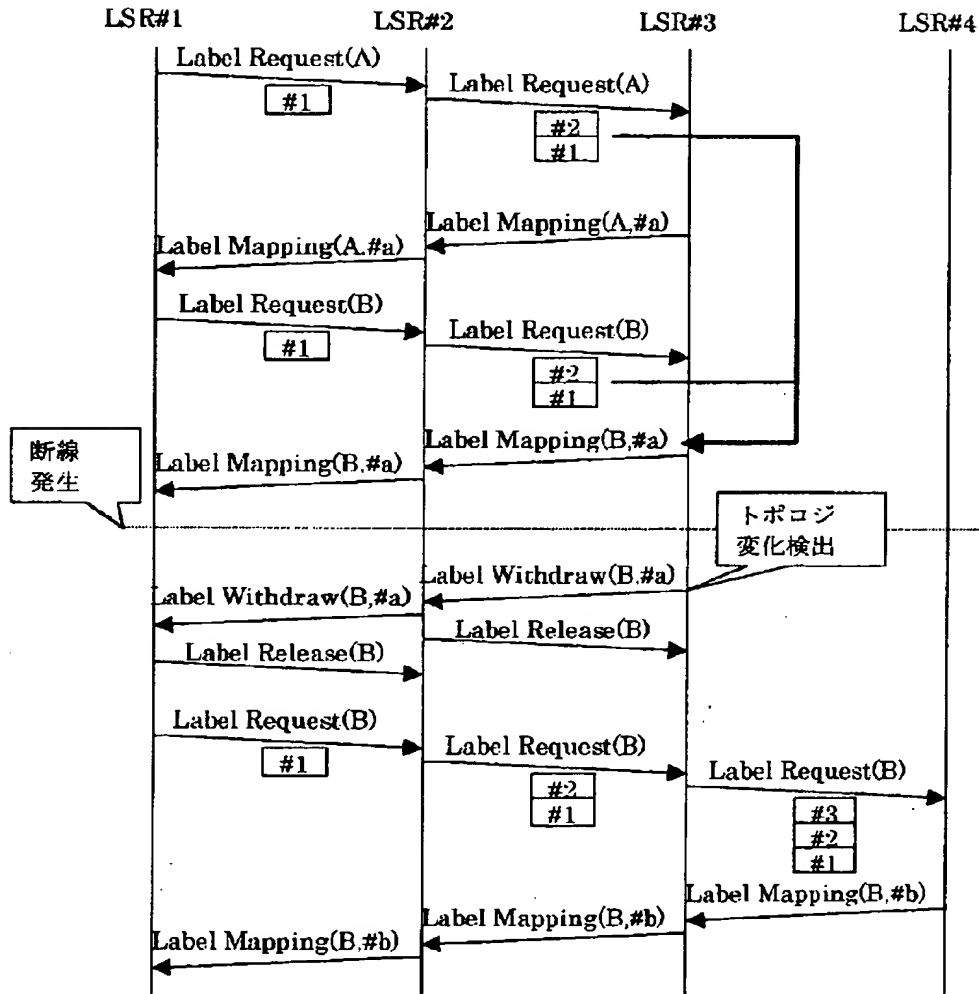 LSR#1 LSR#2 LSR#3 LSR#4
Label Request(A)
#1
Label Request(A)
#2
#1
Label Mapping(A,#a)
Label Mapping(A.#a)
Label Request(B)
#1
Label Request(B)
#2
#1
Label Mapping(B,#a)
Label Mapping(B.#a)
断線
発生
トポロジ
変化検出
Label Withdraw(B.#a)
Label Withdraw(B,#a)
Label Release(B)
Label Release(B)
Label Request(B)
#1
Label Request(B)
#2
#1
Label Request(B)
#3
#2
#1
Label Mapping(B,#b)
Label Mapping(B,#b)
Label Mapping(B.#b)